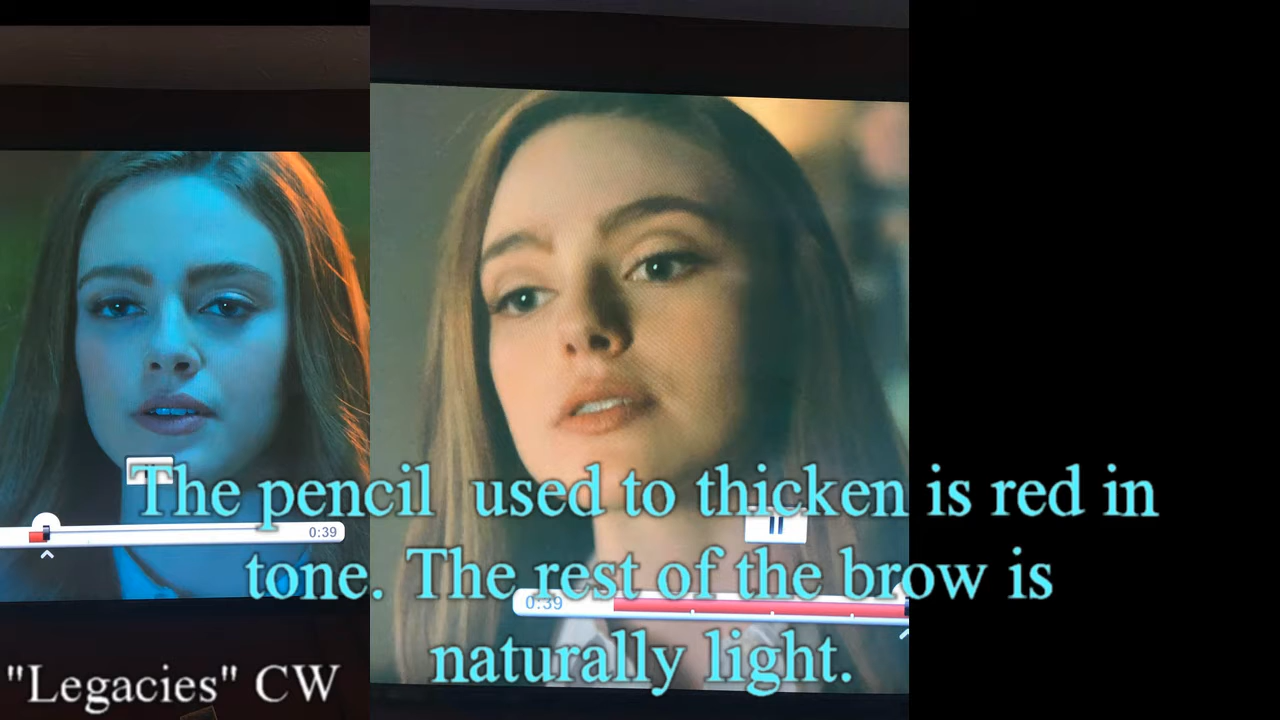 The pencil  used to thicken is red in
tone. The rest of the brow is
naturally light.
0:39
0:39
"Legacies" CW